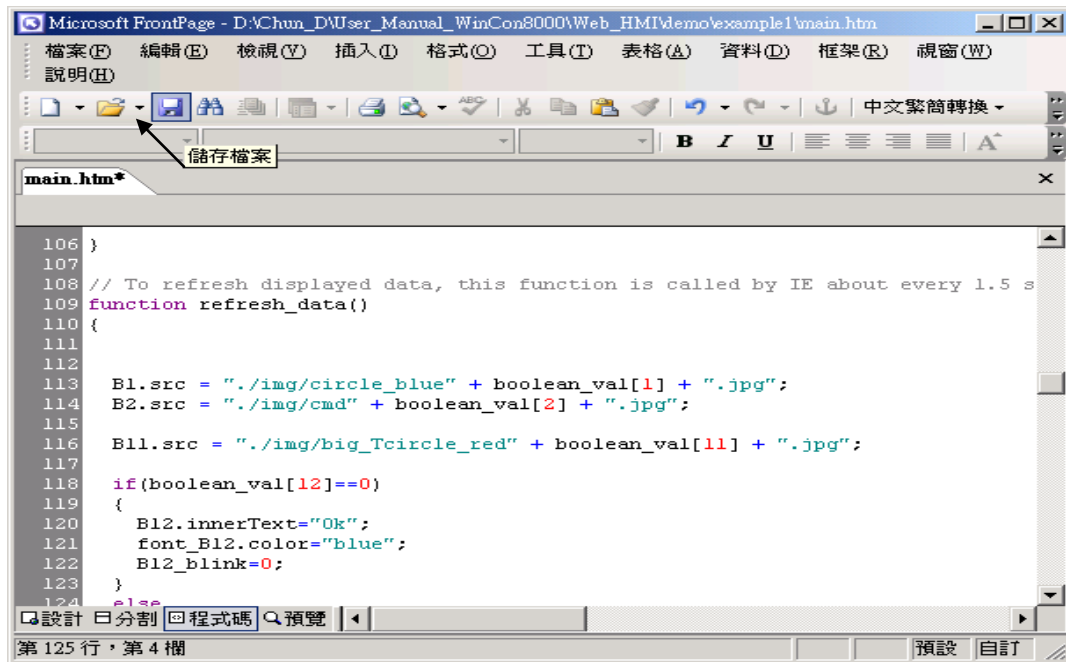 Microsoft FrontPage - D:\Chun_D\User_Manual_WinCon8000\Web_HMI\demo\example1\main.htm
檔案(F) 編輯(E) 檢視(V) 插入(I) 格式(O) 工具(T) 表格(A) 資料(D) 框架(R) 視窗(W)
說明(H)
中文繁簡轉換
B I U A
儲存檔案
main.htm*
106 }
107
108 // To refresh displayed data, this function is called by IE about every 1.5 s
109 function refresh_data()
110 {
111
112
113 B1.src = "./img/circle_blue" + boolean_val[1] + ".jpg";
114 B2.src = "./img/cmd" + boolean_val[2] + ".jpg";
115
116 B11.src = "./img/big_Tcircle_red" + boolean_val[11] + ".jpg";
117
118 if(boolean_val[12]==0)
119 {
120 B12.innerText="Ok";
121 font_B12.color="blue";
122 B12_blink=0;
123 }
124 else
設計 分割 程式碼 預覽
第 125 行，第 4 欄 預設 自訂